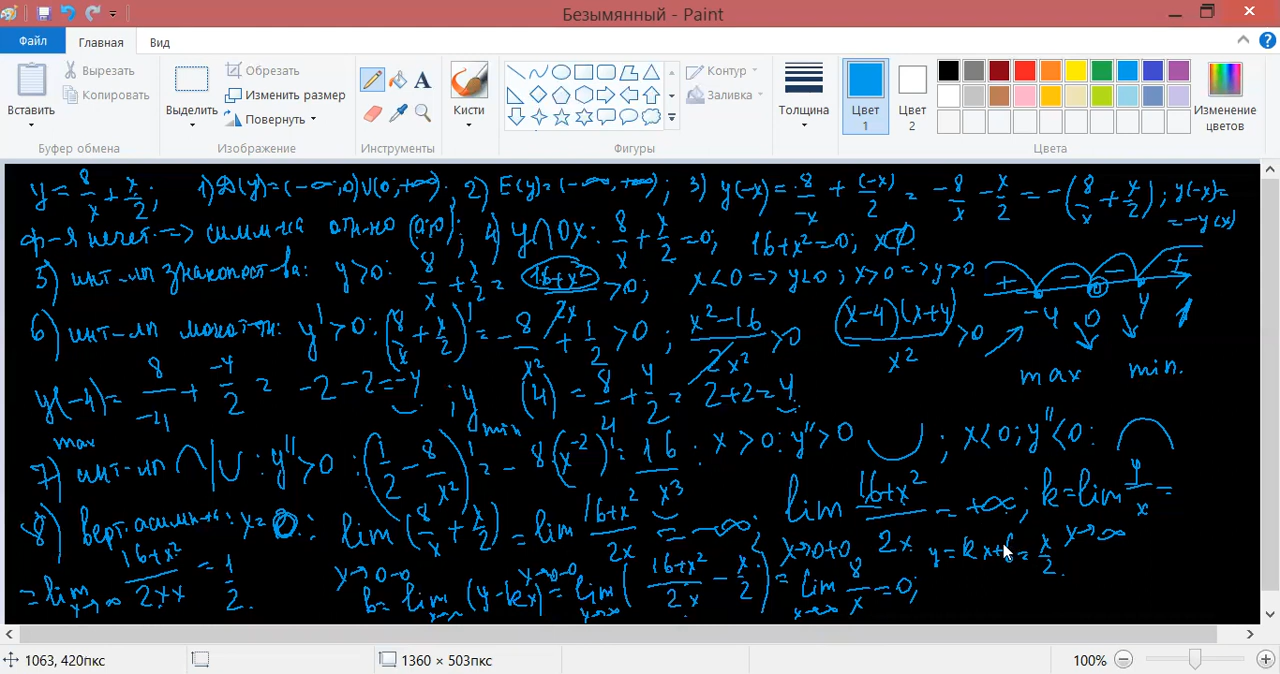 Безымянный - Paint
Файл Главная Вид
Вставить
Вырезать
Копировать
Буфер обмена
Выделить
Обрезать
Изменить размер
Повернуть
Изображение
Инструменты
Кисти
Контур
Заливка
Фигуры
Толщина
Цвет 1
Цвет 2
Изменение цветов
Цвета
y = 8/x + x/2; 1) D(y)=(-∞,0)∪(0;+∞). 2) E(y)=(-∞,+∞); 3) y(-x) = 8/-x + (-x)/2 = -8/x - x/2 = -(8/x + x/2); y(-x) = -y(x)
ф-я нечет. => симм-на отн-но (0;0); 4) y∩OX: 8/x + x/2 = 0; 16+x²=0; x∅.
5) инт-лы знакопост-ва: y>0: 8/x + x/2 = 16+x²/2x >0; x<0 => y<0; x>0 => y>0. + - - +
-4 0 4
6) инт-лы монот-ти: y'>0: (8/x + x/2)' = -8/x² + 1/2 >0; x²-16/2x² >0 (x-4)(x+4)/x² >0
max min.
y(-4) = 8/-4 + -4/2 = -2-2=-4; y (4) = 8/4 + 4/2 = 2+2=4
max min
7) инт-лы ∩|∪: y''>0: (1/2 - 8/x²)' = -8(x⁻²)' = 16/x³. x>0: y''>0 ∪; x<0; y''<0: ∩
8) верт. асимп-та: x=0: lim x→0-0 (8/x + x/2) = lim x→0-0 16+x²/2x = -∞; lim x→0+0 16+x²/2x = +∞; k = lim x→∞ y/x =
= lim x→∞ 16+x²/2x·x = 1/2. b = lim x→∞ (y-kx) = lim x→∞ (16+x²/2x - x/2) = lim x→∞ 8/x = 0; y = kx+b = x/2.
1063, 420пкс
1360 × 503пкс
100%